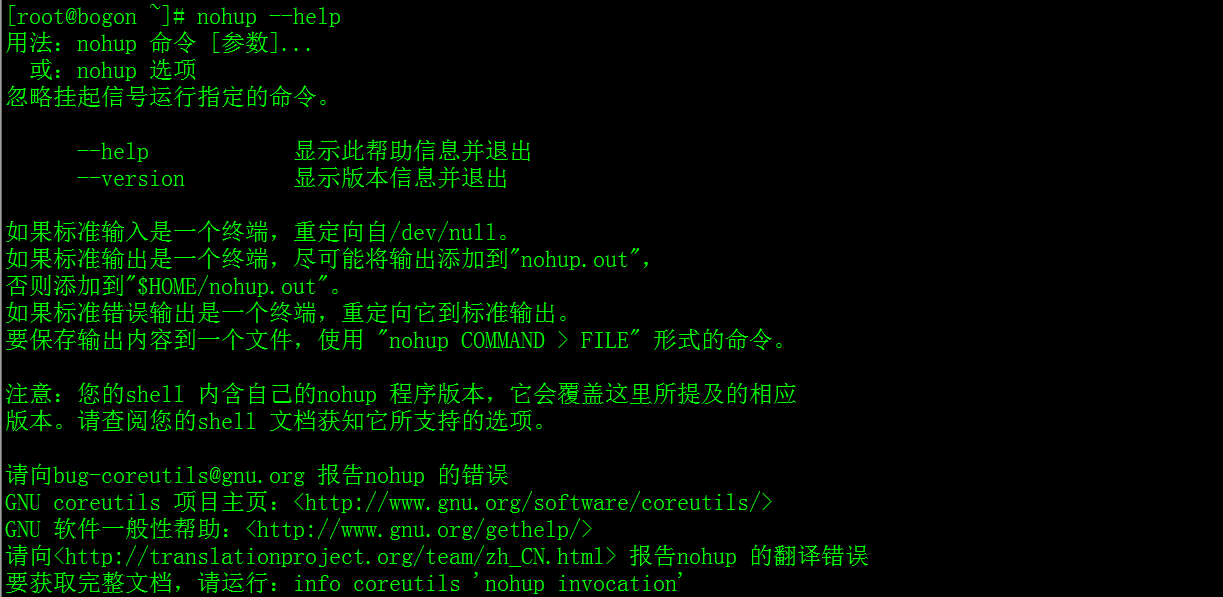 [root@bogon ~]# nohup --help
用法：nohup 命令 [参数]...
　或：nohup 选项
忽略挂起信号运行指定的命令。
--help 显示此帮助信息并退出
--version 显示版本信息并退出
如果标准输入是一个终端，重定向自/dev/null。
如果标准输出是一个终端，尽可能将输出添加到"nohup.out"，
否则添加到"$HOME/nohup.out"。
如果标准错误输出是一个终端，重定向它到标准输出。
要保存输出内容到一个文件，使用 "nohup COMMAND > FILE" 形式的命令。
注意：您的shell 内含自己的nohup 程序版本，它会覆盖这里所提及的相应
版本。请查阅您的shell 文档获知它所支持的选项。
请向bug-coreutils@gnu.org 报告nohup 的错误
GNU coreutils 项目主页：<http://www.gnu.org/software/coreutils/>
GNU 软件一般性帮助：<http://www.gnu.org/gethelp/>
请向<http://translationproject.org/team/zh_CN.html> 报告nohup 的翻译错误
要获取完整文档，请运行：info coreutils 'nohup invocation'